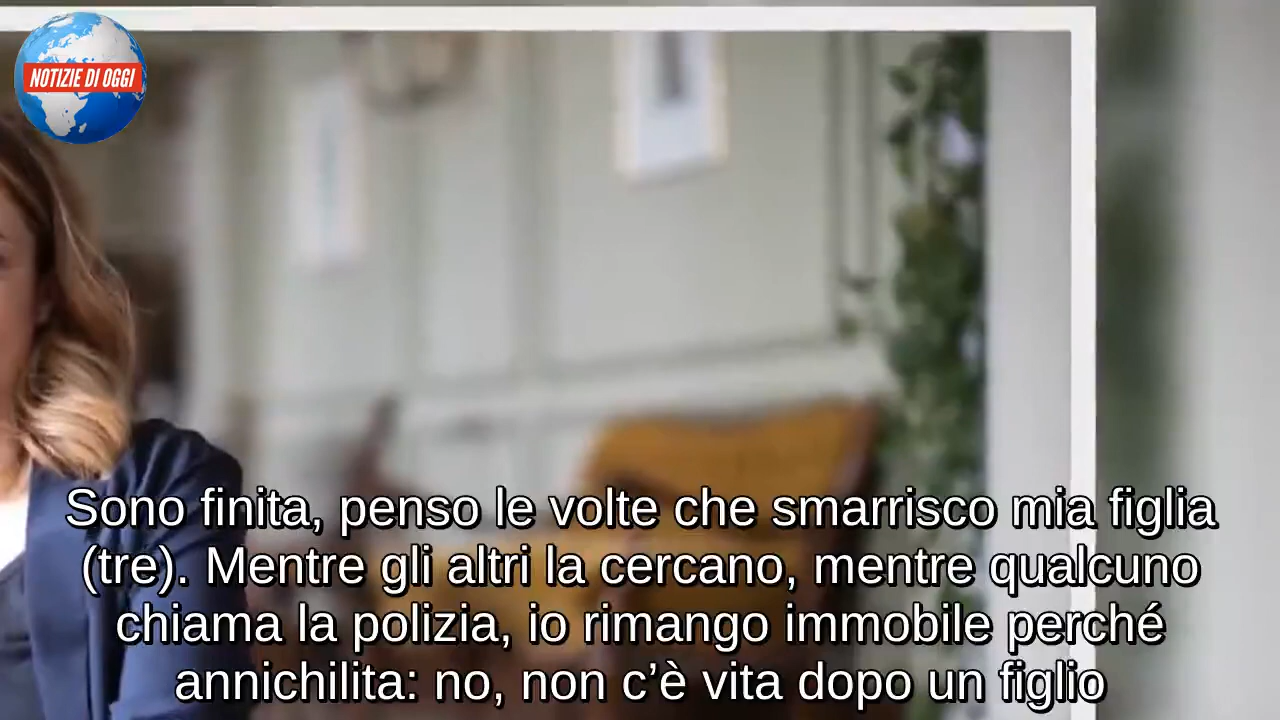 NOTIZIE DI OGGI
Sono finita, penso le volte che smarrisco mia figlia
(tre). Mentre gli altri la cercano, mentre qualcuno
chiama la polizia, io rimango immobile perché
annichilita: no, non c’è vita dopo un figlio